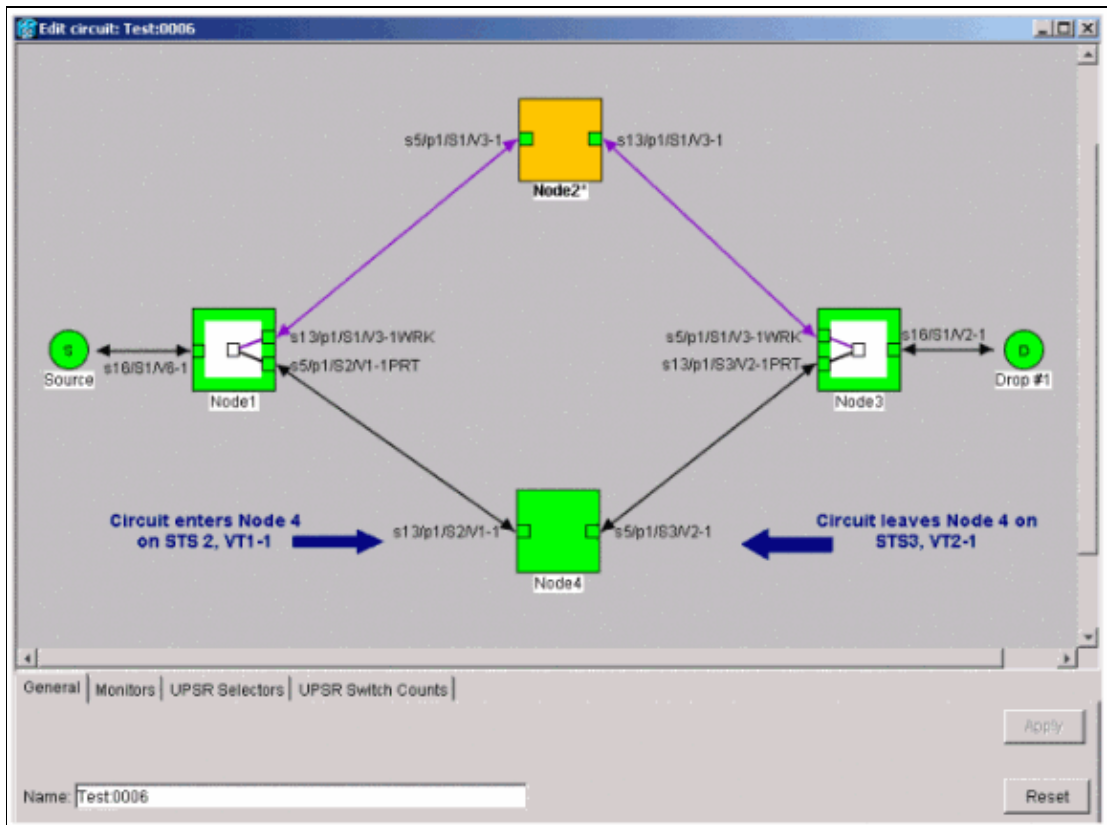 Edit circuit: Test:0006
s5/p1/S1/V3-1
s13/p1/S1/V3-1
Node2*
s13/p1/S1/V3-1WRK
s5/p1/S1/V3-1WRK
s16/S1/V2-1
S
s16/S1/V6-1
s5/p1/S2/V1-1PRT
s13/p1/S3/V2-1PRT
D
Source
Drop #1
Node1
Node3
Circuit enters Node 4
on STS 2, VT1-1
s13/p1/S2/V1-1
s5/p1/S3/V2-1
Circuit leaves Node 4 on
STS3, VT2-1
Node4
General
Monitors
UPSR Selectors
UPSR Switch Counts
Apply
Name: Test:0006
Reset